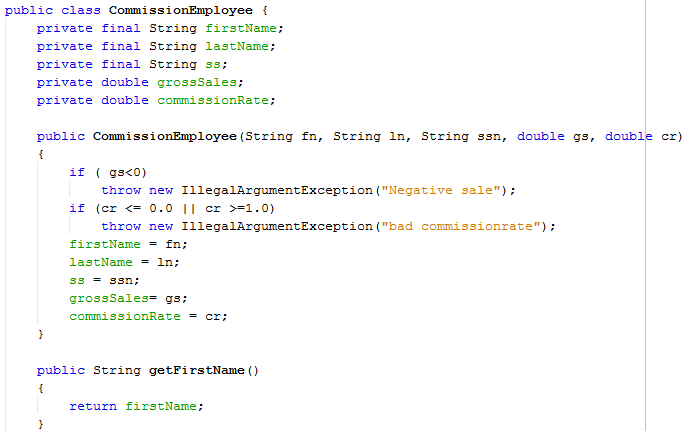 public class CommissionEmployee {
private final String firstName;
private final String lastName;
private final String ss;
private double grossSales;
private double commissionRate;
public CommissionEmployee(String fn, String ln, String ssn, double gs, double cr)
{
if ( gs<0)
throw new IllegalArgumentException("Negative sale");
if (cr <= 0.0 || cr >=1.0)
throw new IllegalArgumentException("bad commissionrate");
firstName = fn;
lastName = ln;
ss = ssn;
grossSales= gs;
commissionRate = cr;
}
public String getFirstName()
{
return firstName;
}